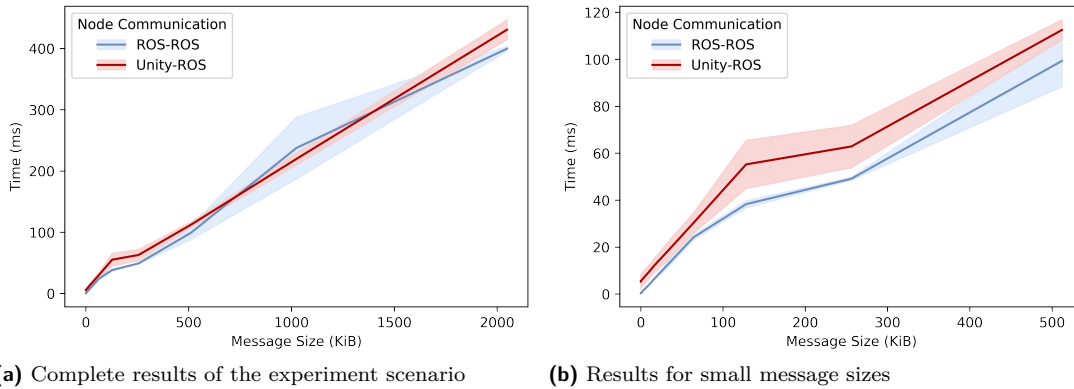 Node Communication
ROS-ROS
Unity-ROS
400
300
200
100
0
Time (ms)
0
500
1000
1500
2000
Message Size (KiB)
(a) Complete results of the experiment scenario
Node Communication
ROS-ROS
Unity-ROS
120
100
80
60
40
20
0
Time (ms)
0
100
200
300
400
500
Message Size (KiB)
(b) Results for small message sizes